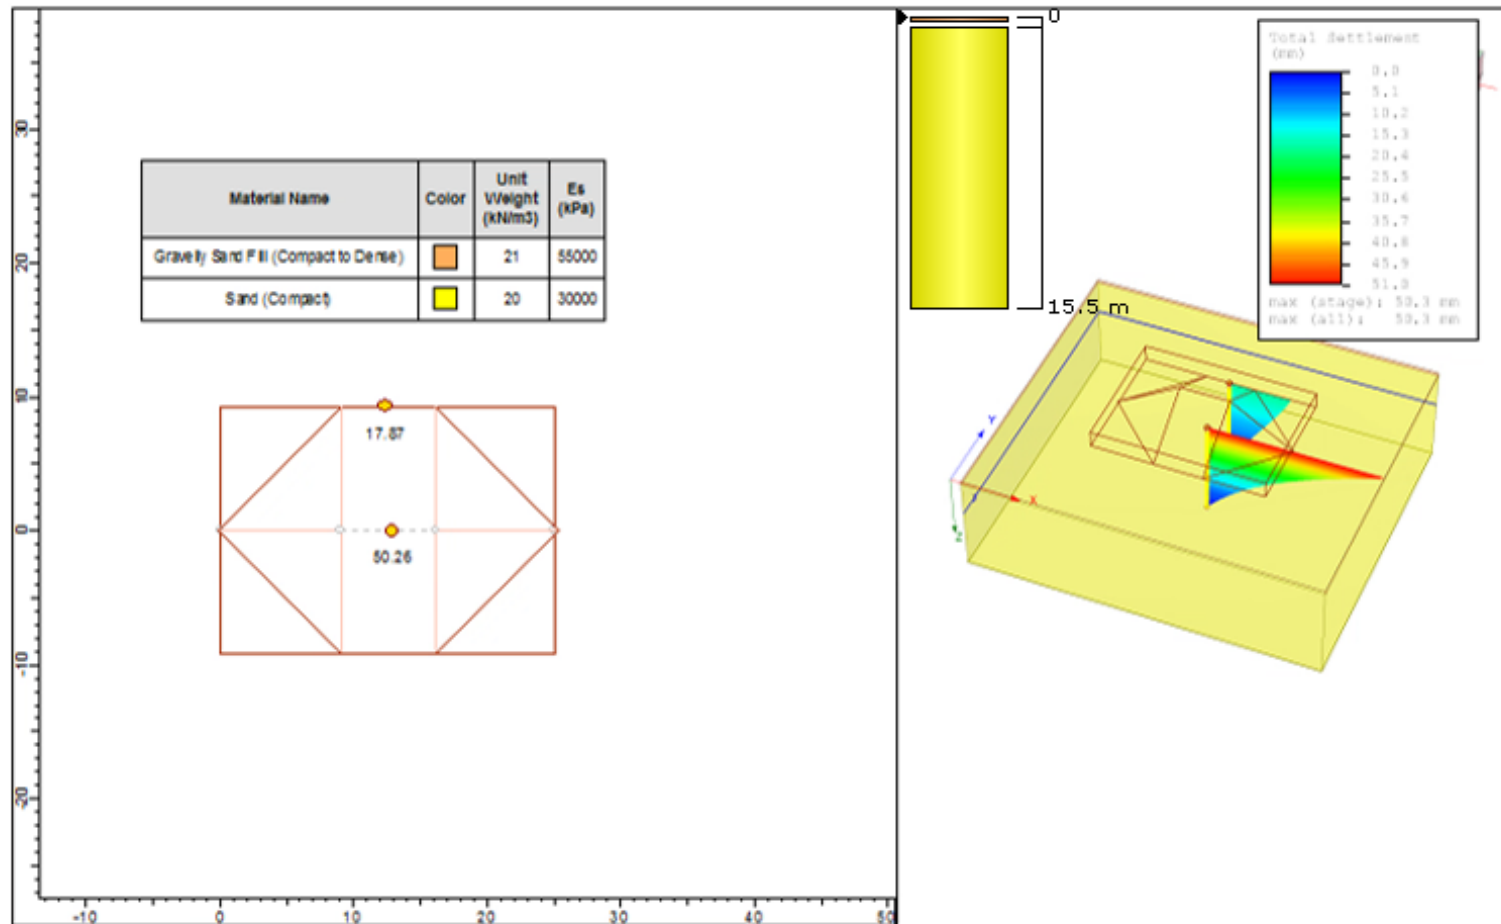 Material Name
Color
Unit
Weight
(kN/m3)
Es
(kPa)
Gravelly Sand Fill (Compact to Dense)
21
55000
Sand (Compact)
20
30000
17.87
50.26
30
20
10
0
-10
-20
-10
0
10
20
30
40
50
0
15.5 m
Total Settlement
(mm)
0.0
5.1
10.2
15.3
20.4
25.5
30.6
35.7
40.8
45.9
51.0
max (stage): 50.3 mm
max (all): 50.3 mm
Y
X
Z